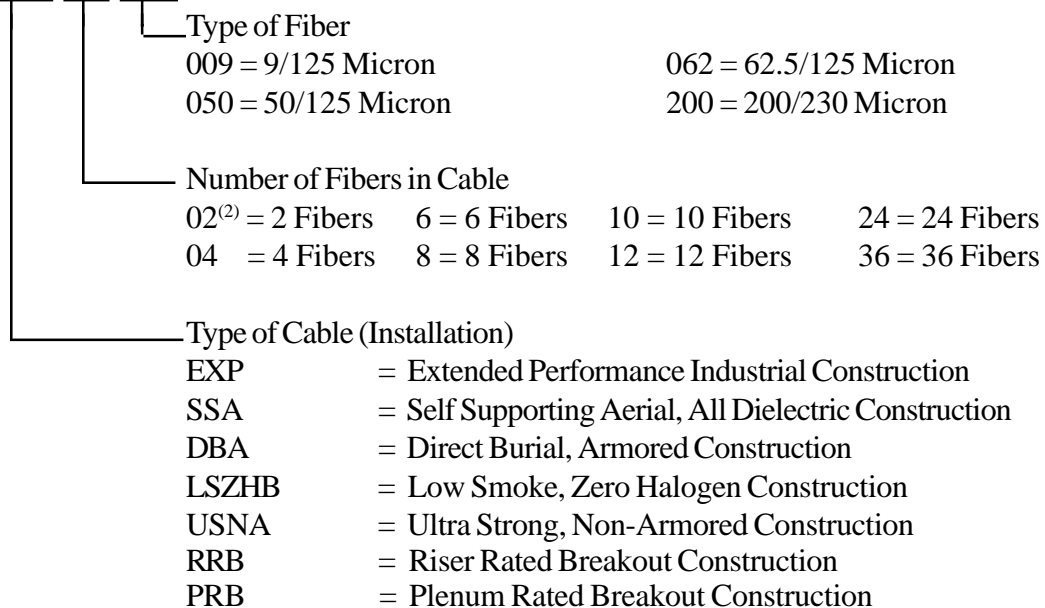 Type of Fiber
009 = 9/125 Micron 062 = 62.5/125 Micron
050 = 50/125 Micron 200 = 200/230 Micron
Number of Fibers in Cable
02(2) = 2 Fibers 6 = 6 Fibers 10 = 10 Fibers 24 = 24 Fibers
04 = 4 Fibers 8 = 8 Fibers 12 = 12 Fibers 36 = 36 Fibers
Type of Cable (Installation)
EXP = Extended Performance Industrial Construction
SSA = Self Supporting Aerial, All Dielectric Construction
DBA = Direct Burial, Armored Construction
LSZHB = Low Smoke, Zero Halogen Construction
USNA = Ultra Strong, Non-Armored Construction
RRB = Riser Rated Breakout Construction
PRB = Plenum Rated Breakout Construction